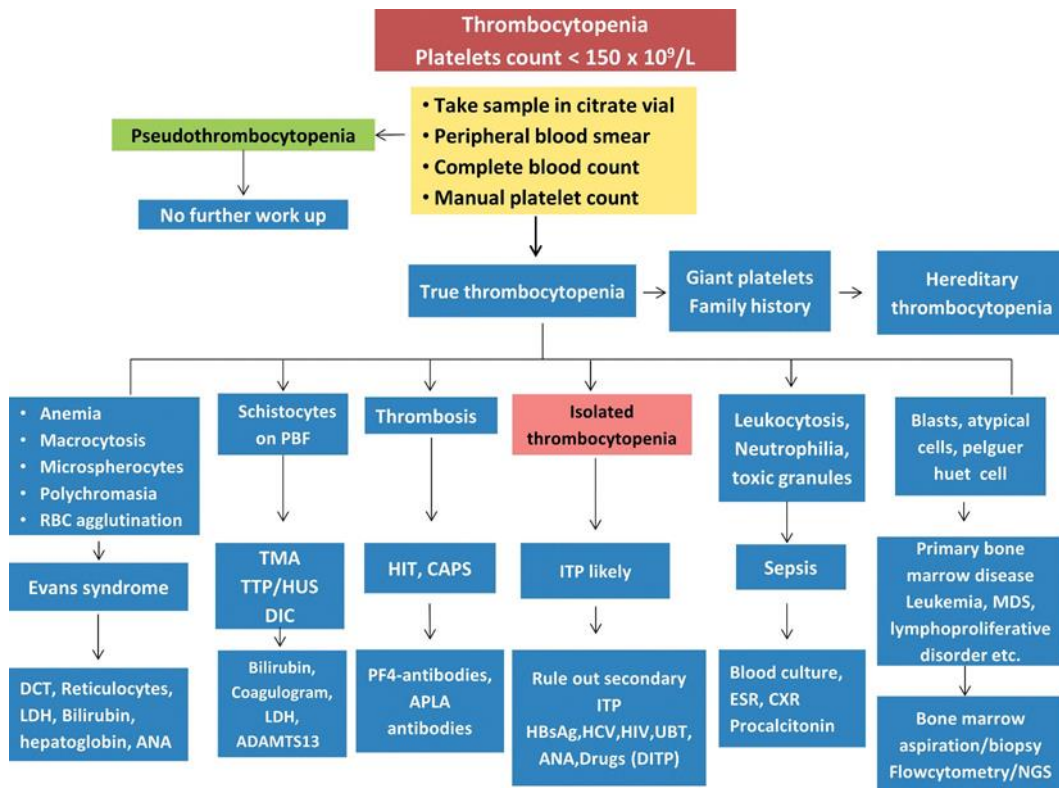 Thrombocytopenia
Platelets count < 150 x 10⁹/L
• Take sample in citrate vial
• Peripheral blood smear
• Complete blood count
• Manual platelet count
Pseudothrombocytopenia
No further work up
True thrombocytopenia
Giant platelets
Family history
Hereditary
thrombocytopenia
• Anemia
• Macrocytosis
• Microspherocytes
• Polychromasia
• RBC agglutination
Schistocytes
on PBF
Thrombosis
Isolated
thrombocytopenia
Leukocytosis,
Neutrophilia,
toxic granules
Blasts, atypical
cells, pelguer
huet cell
Evans syndrome
TMA
TTP/HUS
DIC
HIT, CAPS
ITP likely
Sepsis
Primary bone
marrow disease
Leukemia, MDS,
lymphoproliferative
disorder etc.
DCT, Reticulocytes,
LDH, Bilirubin,
hepatoglobin, ANA
Bilirubin,
Coagulogram,
LDH,
ADAMTS13
PF4-antibodies,
APLA
antibodies
Rule out secondary
ITP
HBsAg,HCV,HIV,UBT,
ANA,Drugs (DITP)
Blood culture,
ESR, CXR
Procalcitonin
Bone marrow
aspiration/biopsy
Flowcytometry/NGS